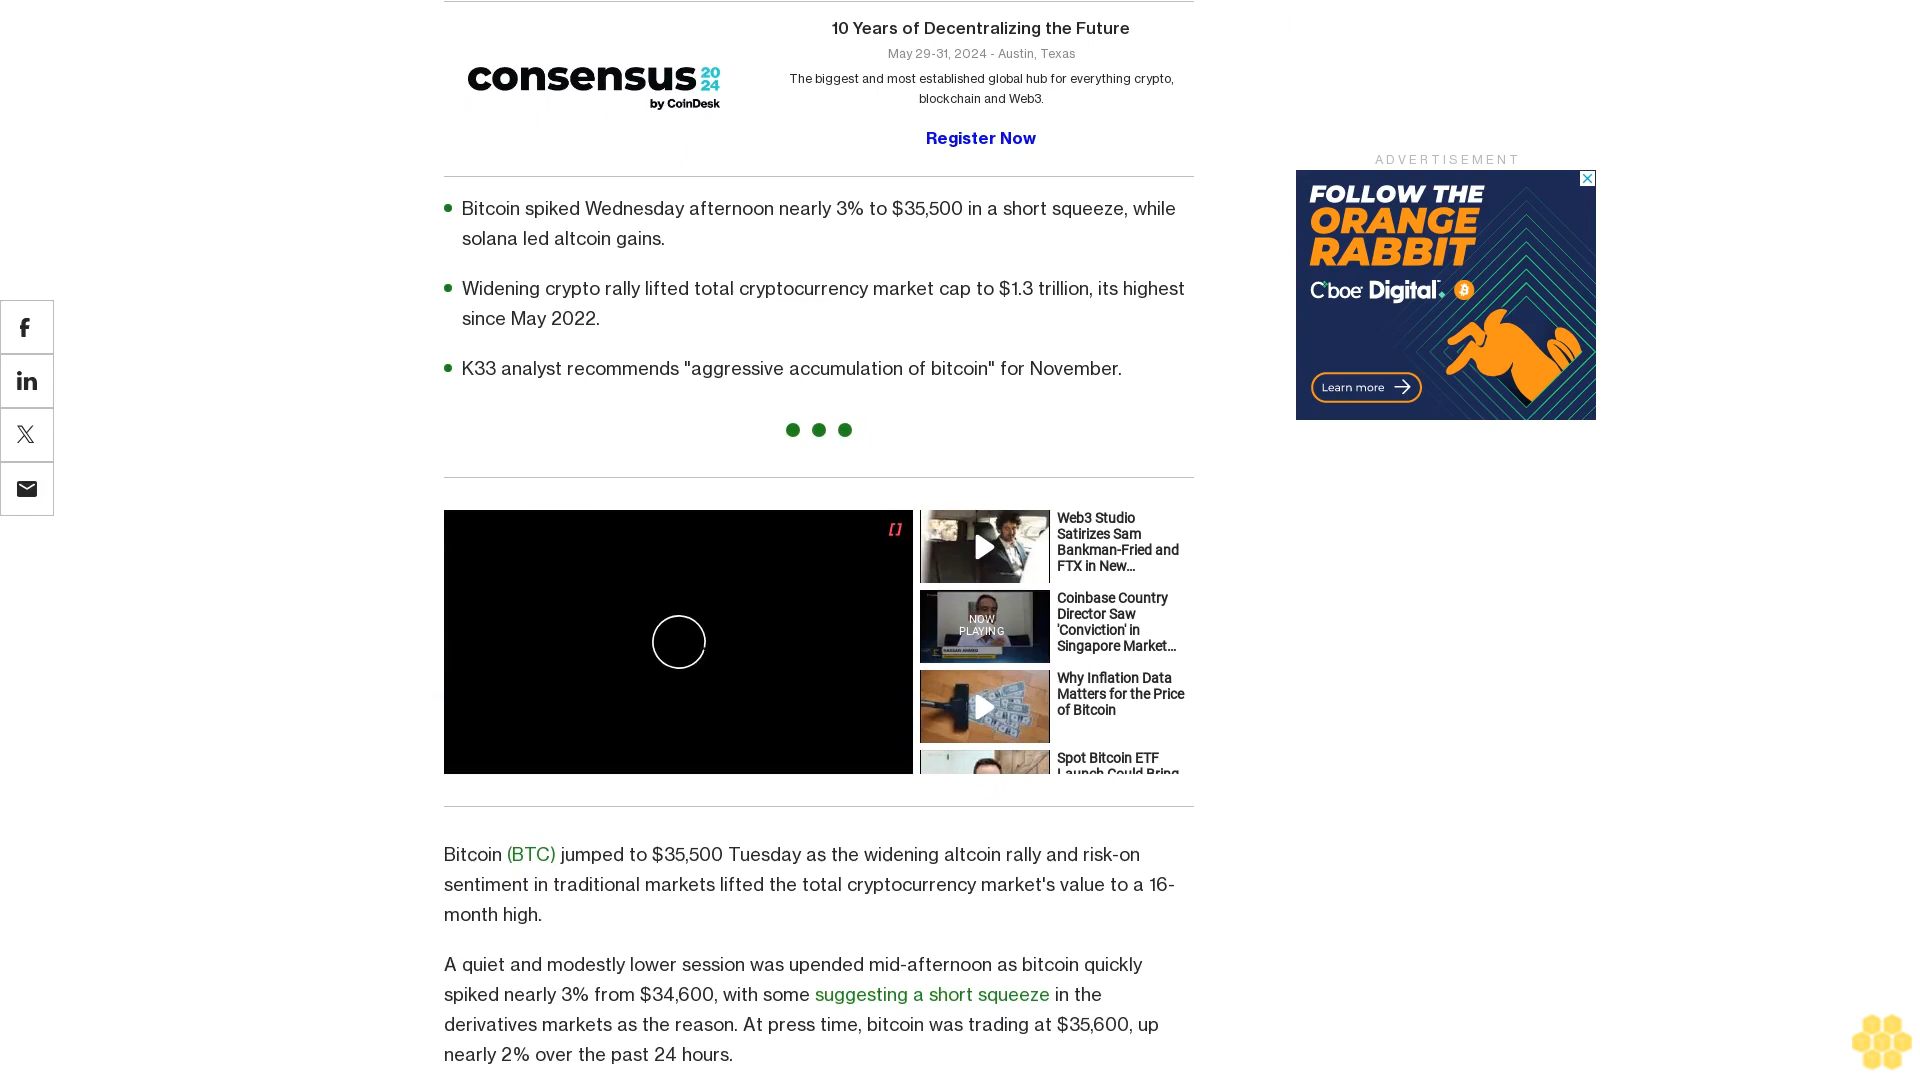 10 Years of Decentralizing the Future
May 29-31, 2024 - Austin, Texas
The biggest and most established global hub for everything crypto,
blockchain and Web3.
Register Now
consensus 2024
by CoinDesk
Bitcoin spiked Wednesday afternoon nearly 3% to $35,500 in a short squeeze, while
solana led altcoin gains.
Widening crypto rally lifted total cryptocurrency market cap to $1.3 trillion, its highest
since May 2022.
K33 analyst recommends "aggressive accumulation of bitcoin" for November.
ADVERTISEMENT
FOLLOW THE
ORANGE
RABBIT
Cboe Digital
Learn more
Web3 Studio
Satirizes Sam
Bankman-Fried and
FTX in New...
NOW
PLAYING
HASSAN AHMED
Coinbase Country
Director Saw
'Conviction' in
Singapore Market...
Why Inflation Data
Matters for the Price
of Bitcoin
Spot Bitcoin ETF
Launch Could Bring
Bitcoin (BTC) jumped to $35,500 Tuesday as the widening altcoin rally and risk-on
sentiment in traditional markets lifted the total cryptocurrency market's value to a 16-
month high.
A quiet and modestly lower session was upended mid-afternoon as bitcoin quickly
spiked nearly 3% from $34,600, with some suggesting a short squeeze in the
derivatives markets as the reason. At press time, bitcoin was trading at $35,600, up
nearly 2% over the past 24 hours.